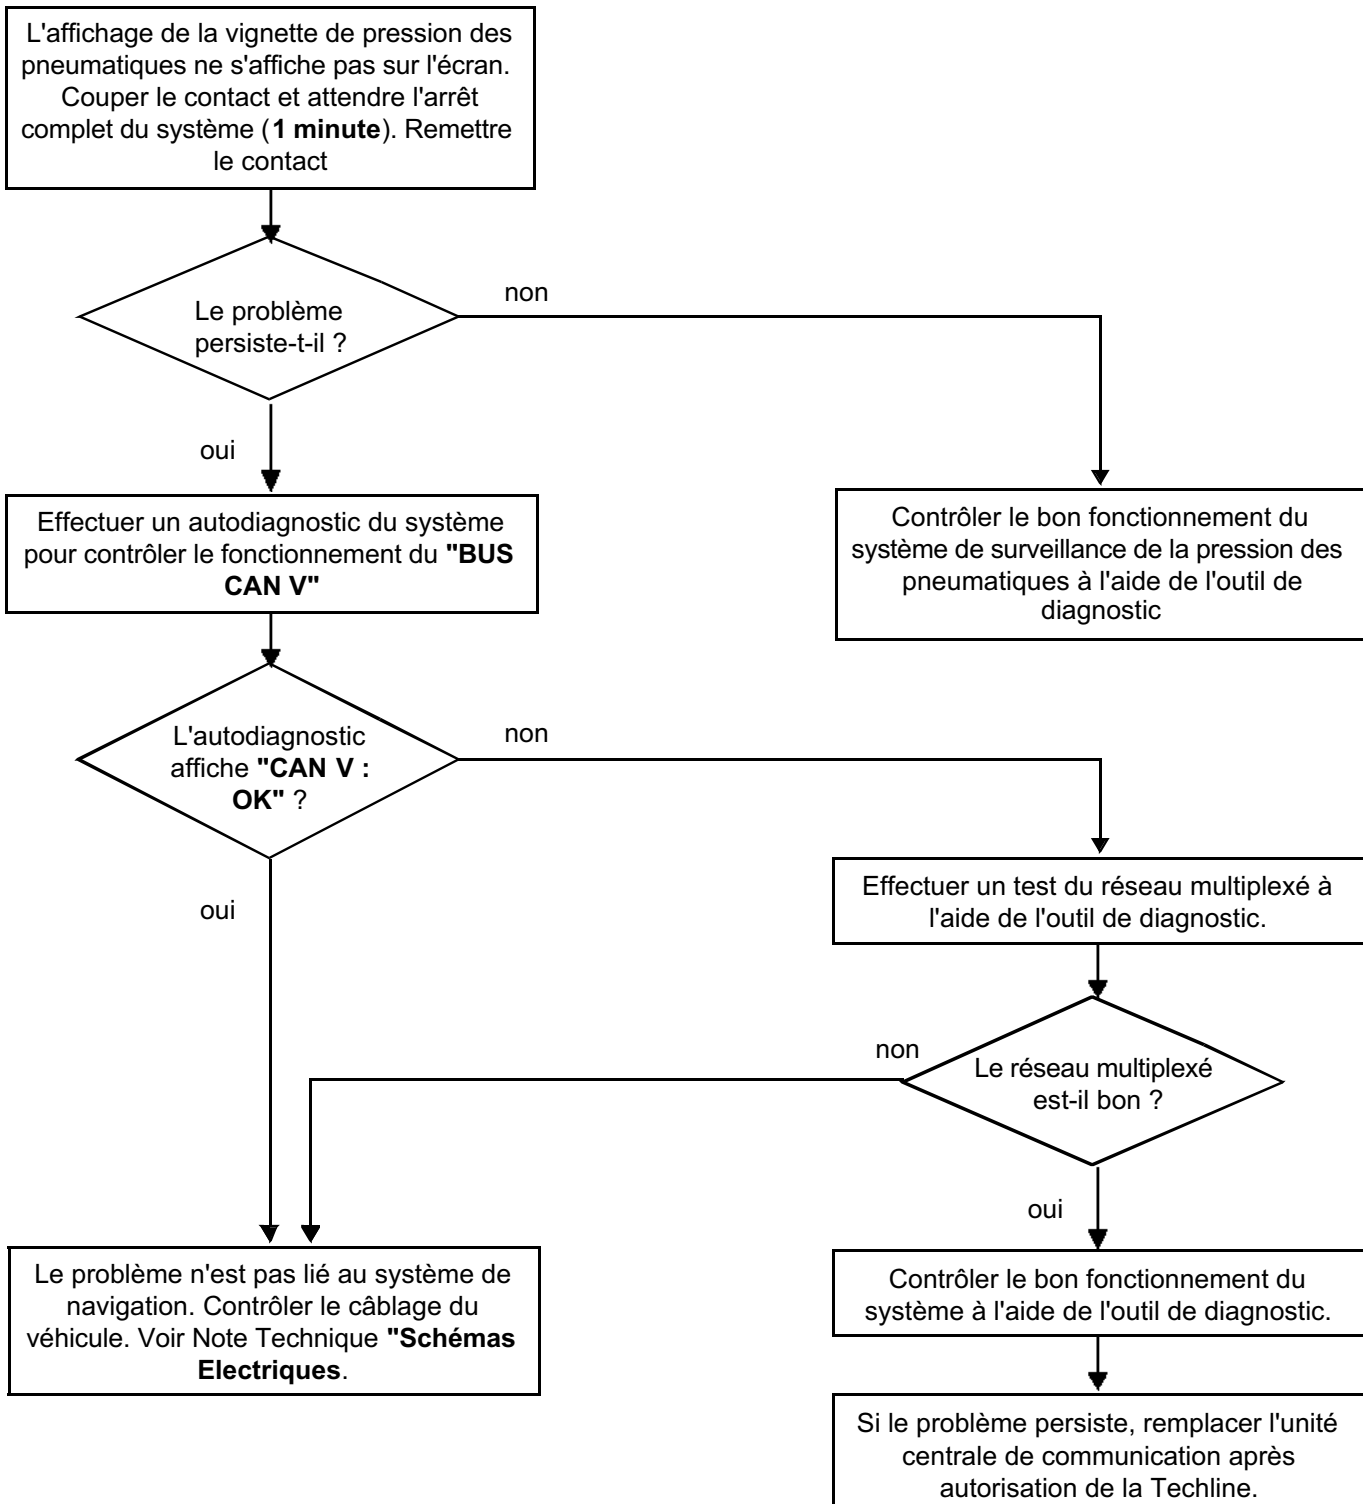 L'affichage de la vignette de pression des
pneumatiques ne s'affiche pas sur l'écran.
Couper le contact et attendre l'arrêt
complet du système (1 minute). Remettre
le contact
Le problème
persiste-t-il ?
non
oui
Effectuer un autodiagnostic du système
pour contrôler le fonctionnement du "BUS
CAN V"
Contrôler le bon fonctionnement du
système de surveillance de la pression des
pneumatiques à l'aide de l'outil de
diagnostic
L'autodiagnostic
affiche "CAN V :
OK" ?
non
oui
Effectuer un test du réseau multiplexé à
l'aide de l'outil de diagnostic.
non
Le réseau multiplexé
est-il bon ?
oui
Le problème n'est pas lié au système de
navigation. Contrôler le câblage du
véhicule. Voir Note Technique "Schémas
Electriques.
Contrôler le bon fonctionnement du
système à l'aide de l'outil de diagnostic.
Si le problème persiste, remplacer l'unité
centrale de communication après
autorisation de la Techline.